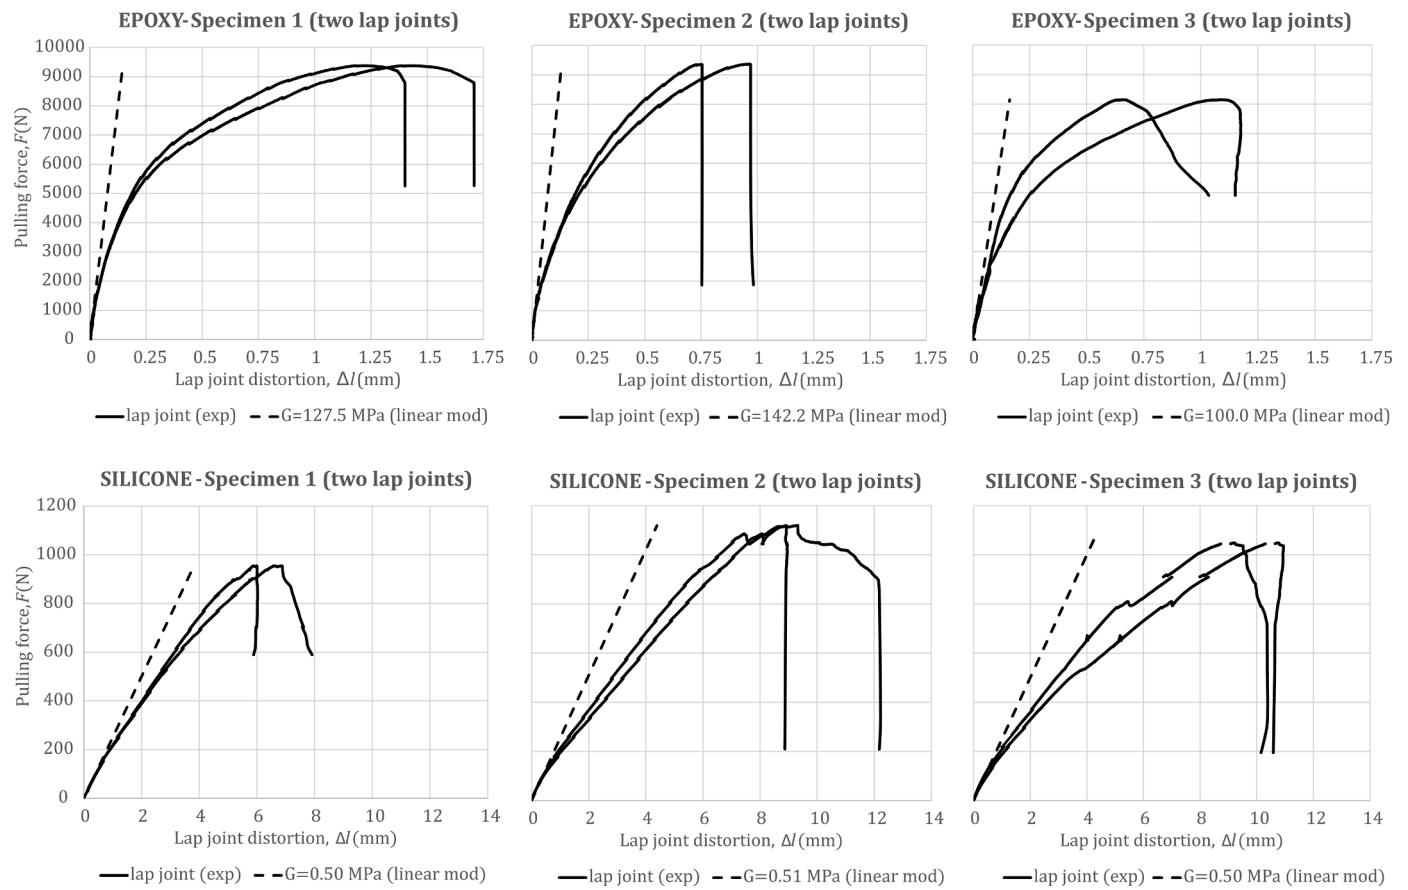 EPOXY-Specimen 1 (two lap joints)
EPOXY-Specimen 2 (two lap joints)
EPOXY-Specimen 3 (two lap joints)
10000
9000
8000
7000
6000
5000
4000
3000
2000
1000
0
Pulling force, F(N)
0 0.25 0.5 0.75 1 1.25 1.5 1.75
0 0.25 0.5 0.75 1 1.25 1.5 1.75
0 0.25 0.5 0.75 1 1.25 1.5 1.75
Lap joint distortion, Δl(mm)
Lap joint distortion, Δl(mm)
Lap joint distortion, Δl(mm)
lap joint (exp) G=127.5 MPa (linear mod)
lap joint (exp) G=142.2 MPa (linear mod)
lap joint (exp) G=100.0 MPa (linear mod)
SILICONE-Specimen 1 (two lap joints)
SILICONE-Specimen 2 (two lap joints)
SILICONE-Specimen 3 (two lap joints)
1200
1000
800
600
400
200
0
Pulling force, F(N)
0 2 4 6 8 10 12 14
0 2 4 6 8 10 12 14
0 2 4 6 8 10 12 14
Lap joint distortion, Δl(mm)
Lap joint distortion, Δl(mm)
Lap joint distortion, Δl(mm)
lap joint (exp) G=0.50 MPa (linear mod)
lap joint (exp) G=0.51 MPa (linear mod)
lap joint (exp) G=0.50 MPa (linear mod)